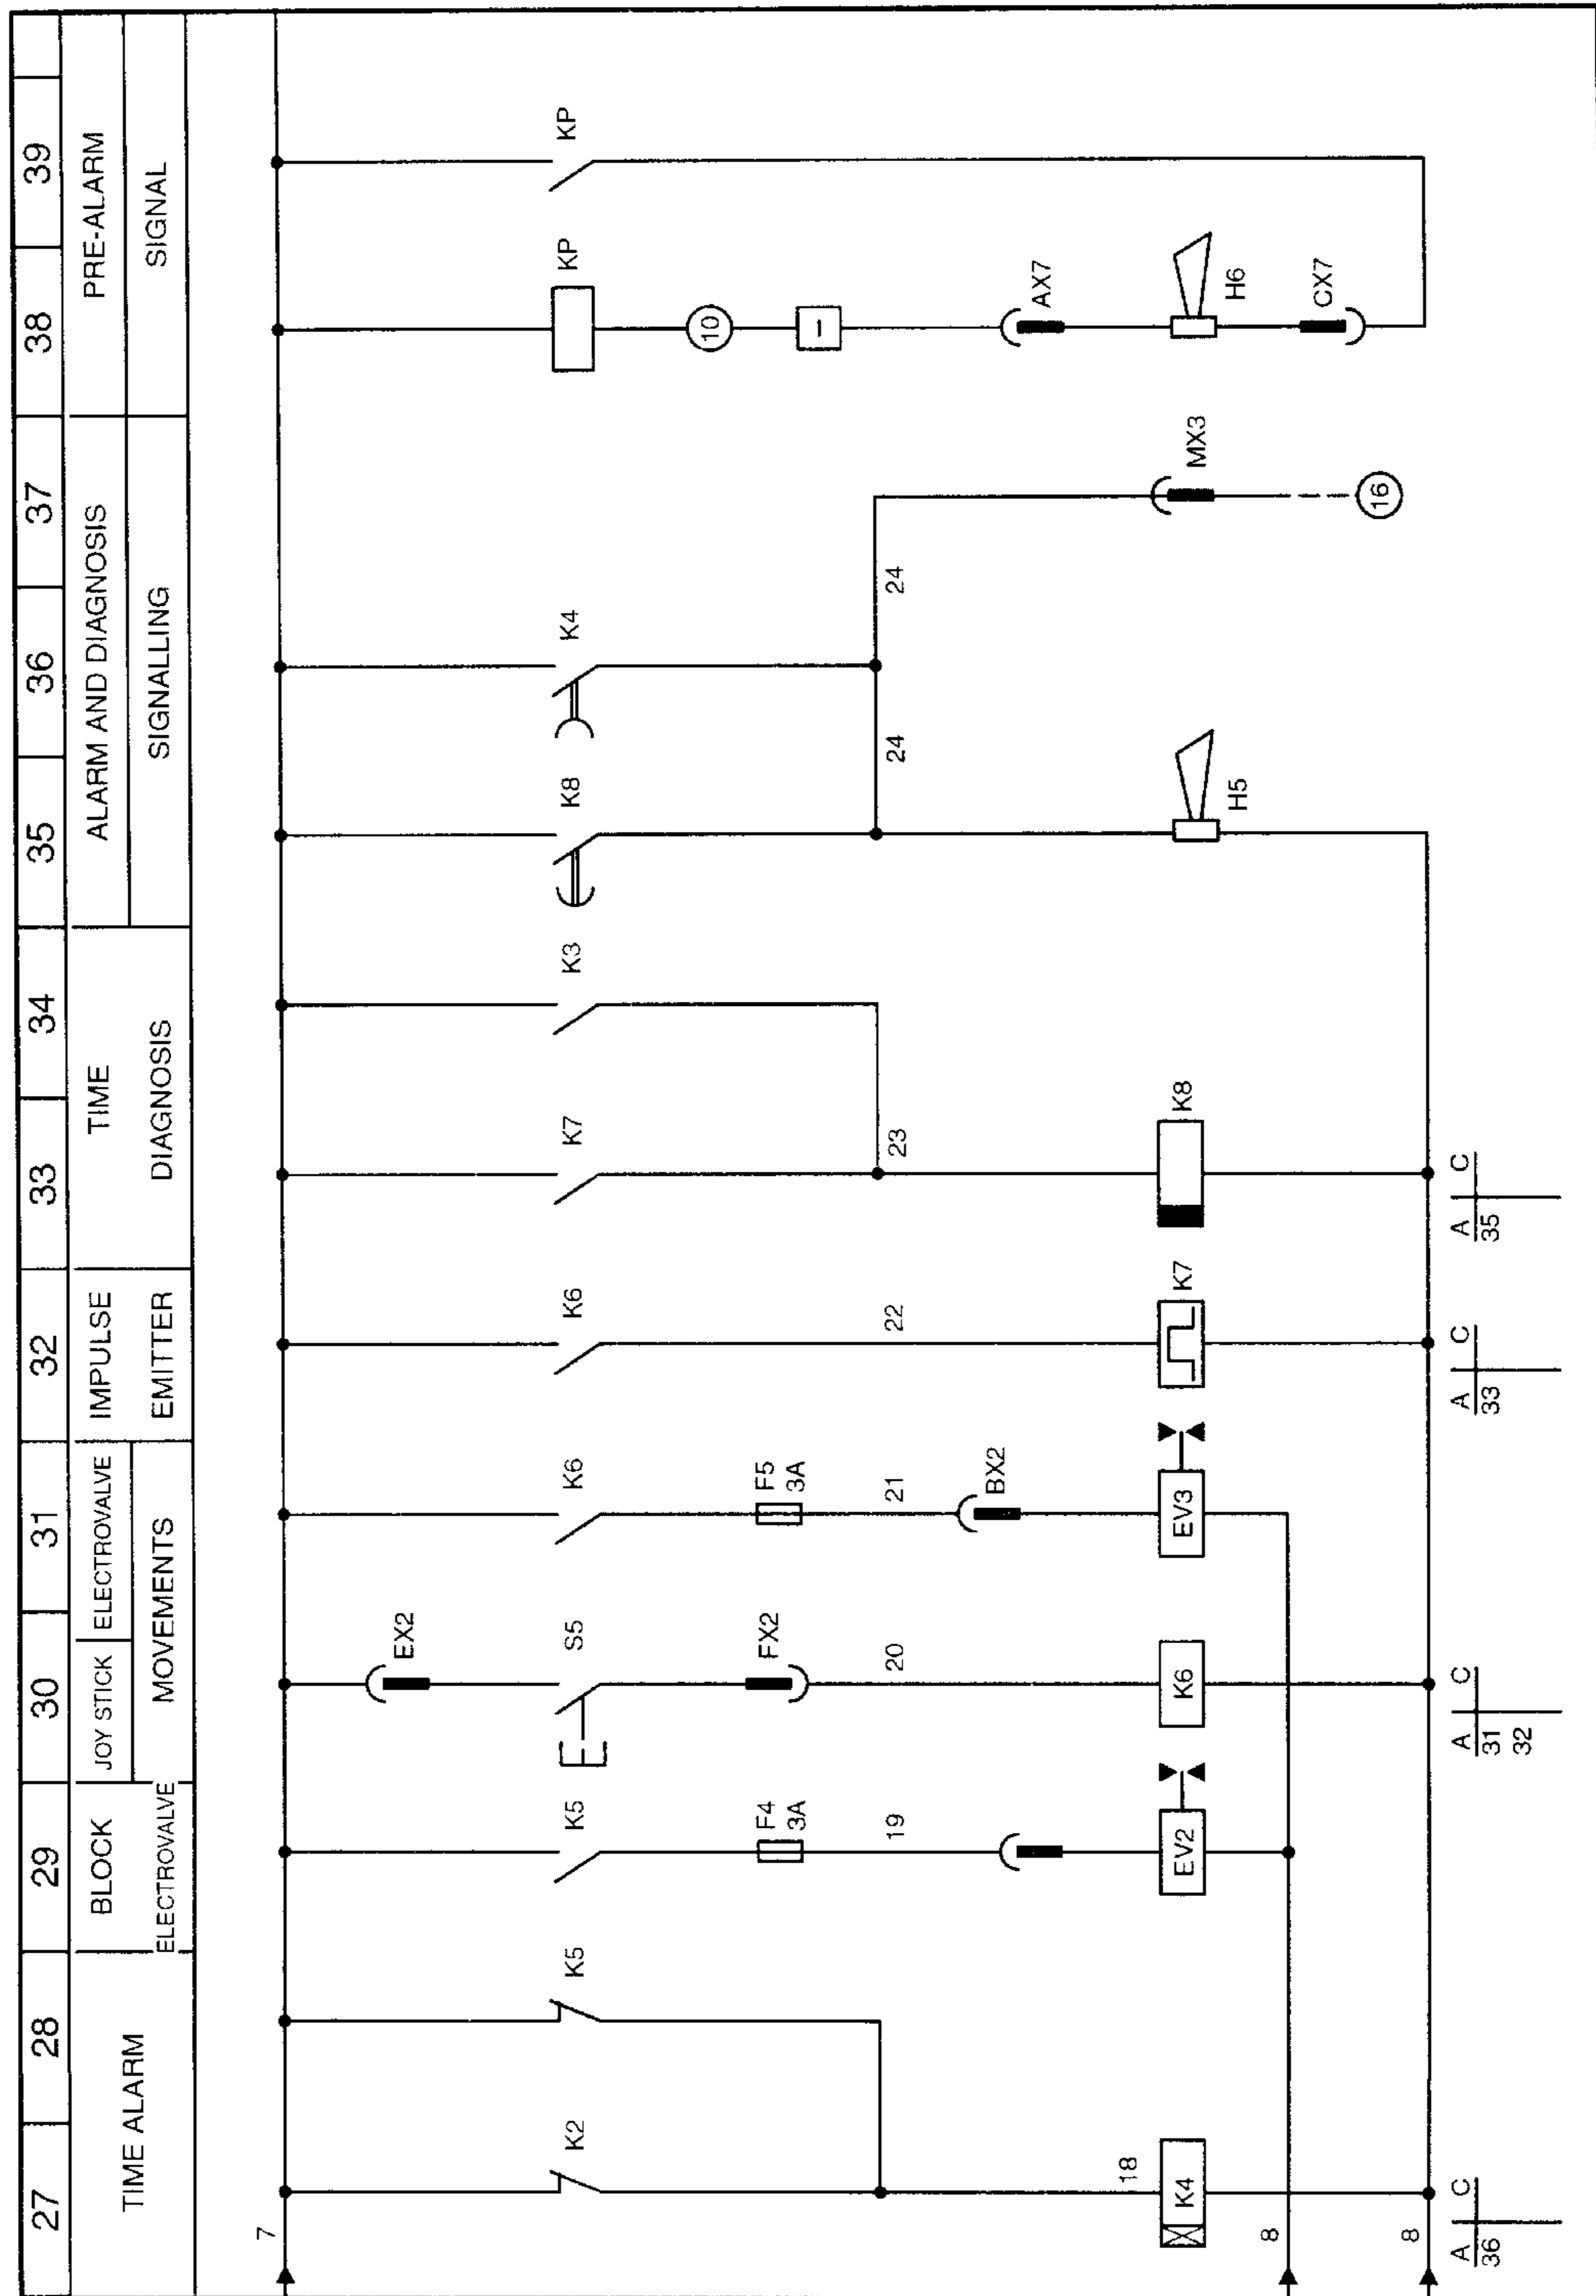 27 28 29 30 31 32 33 34 35 36 37 38 39
TIME ALARM
BLOCK
ELECTROVALVE
JOY STICK
ELECTROVALVE
MOVEMENTS
IMPULSE
EMITTER
TIME
DIAGNOSIS
ALARM AND DIAGNOSIS
SIGNALLING
PRE-ALARM
SIGNAL
7
EX2
K2 K5 K5 S5 K6 K6 K7 K3 K8 K4 KP KP
F4
3A
FX2
F5
3A
10
19 20 21 22 23 24 24
BX2
AX7
18
K4 EV2 K6 EV3 K7 K8 H5 MX3 H6
8
CX7
16
8
A C
36
A C
31
32
A C
33
A C
35